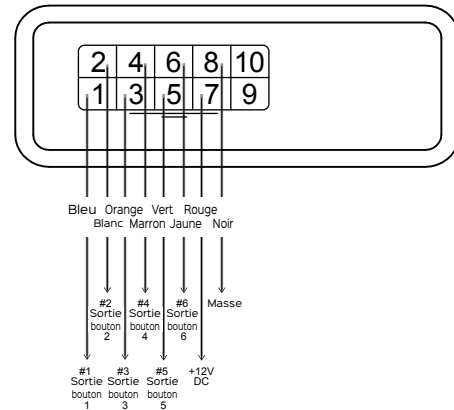 2 4 6 8 10
1 3 5 7 9
Bleu Orange Vert Rouge
Blanc Marron Jaune Noir
#2 #4 #6 Masse
Sortie Sortie Sortie
bouton bouton bouton
2 4 6
#1 #3 #5 +12V
Sortie Sortie Sortie DC
bouton bouton bouton
1 3 5